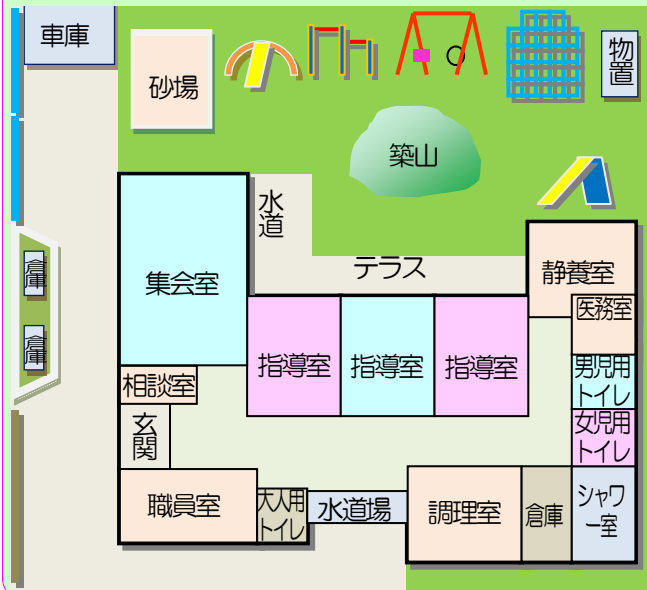 車庫
物置
砂場
築山
水道
テラス
集会室
静養室
倉庫
医務室
指導室
指導室
指導室
倉庫
男児用
トイレ
相談室
女児用
トイレ
玄関
職員室
大人用
トイレ
水道場
調理室
倉庫
シャワ
ー室